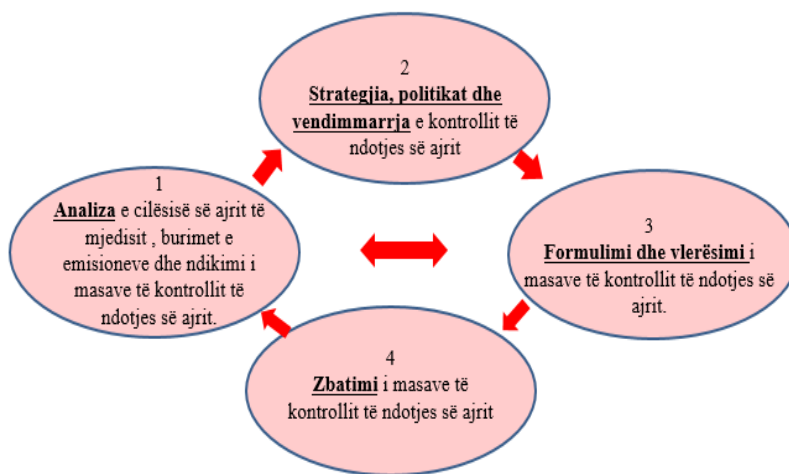 1
Analiza e cilësisë së ajrit të
mjedisit , burimet e
emisioneve dhe ndikimi i
masave të kontrollit të
ndotjes së ajrit.
2
Strategjia, politikat dhe
vendimmarrja e kontrollit të
ndotjes së ajrit
3
Formulimi dhe vlerësimi i
masave të kontrollit të ndotjes së
ajrit.
4
Zbatimi i masave të
kontrollit të ndotjes së ajrit